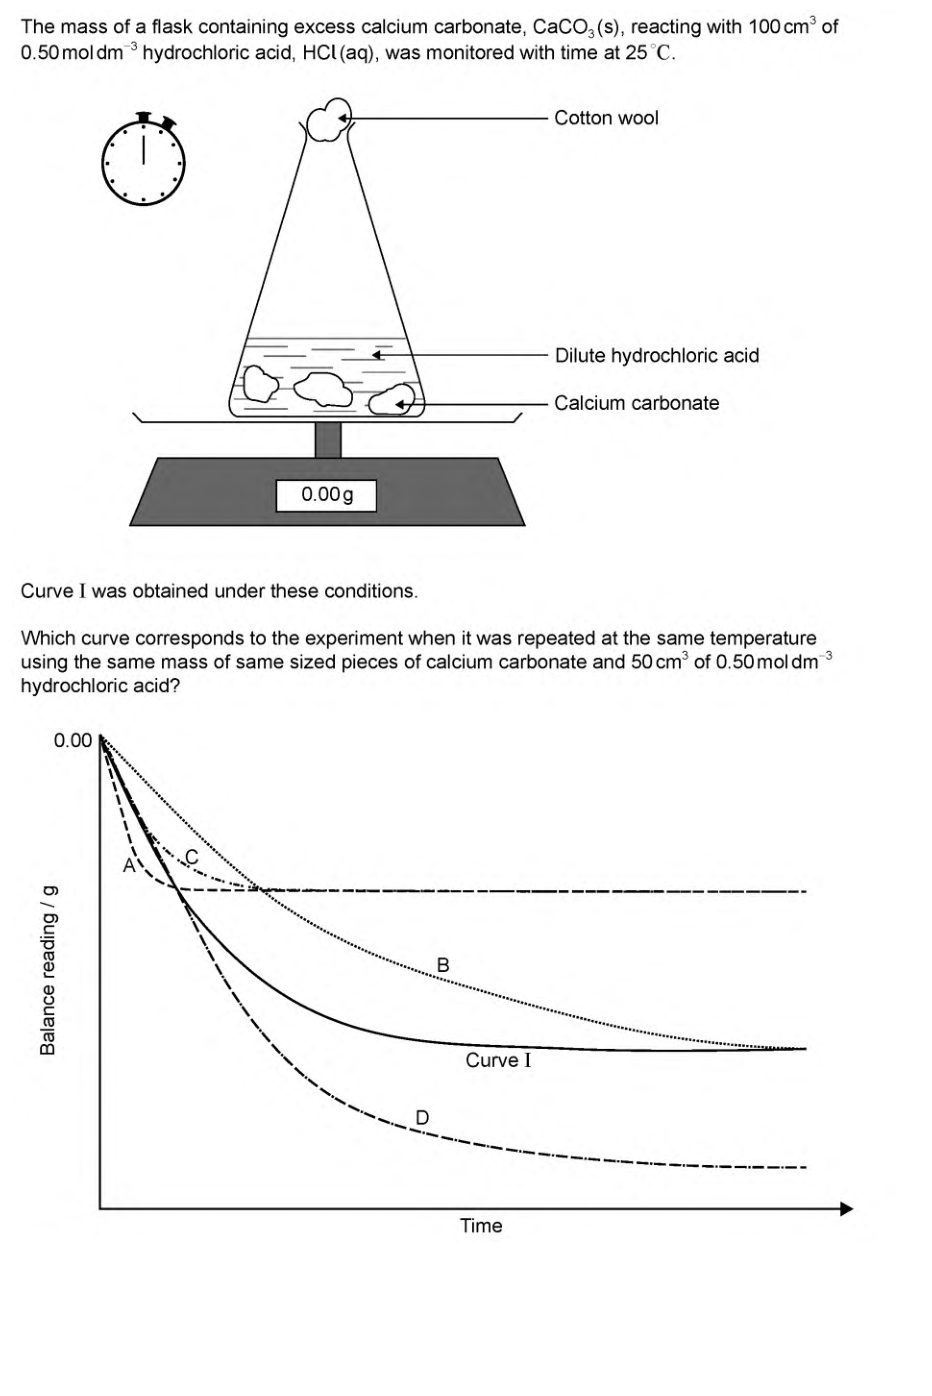 The mass of a flask containing excess calcium carbonate, CaCO₃(s), reacting with 100 cm³ of
0.50 mol dm⁻³ hydrochloric acid, HCl (aq), was monitored with time at 25 °C.
Cotton wool
Dilute hydrochloric acid
Calcium carbonate
0.00 g
Curve I was obtained under these conditions.
Which curve corresponds to the experiment when it was repeated at the same temperature
using the same mass of same sized pieces of calcium carbonate and 50 cm³ of 0.50 mol dm⁻³
hydrochloric acid?
0.00
C
A
B
Balance reading / g
Curve I
D
Time